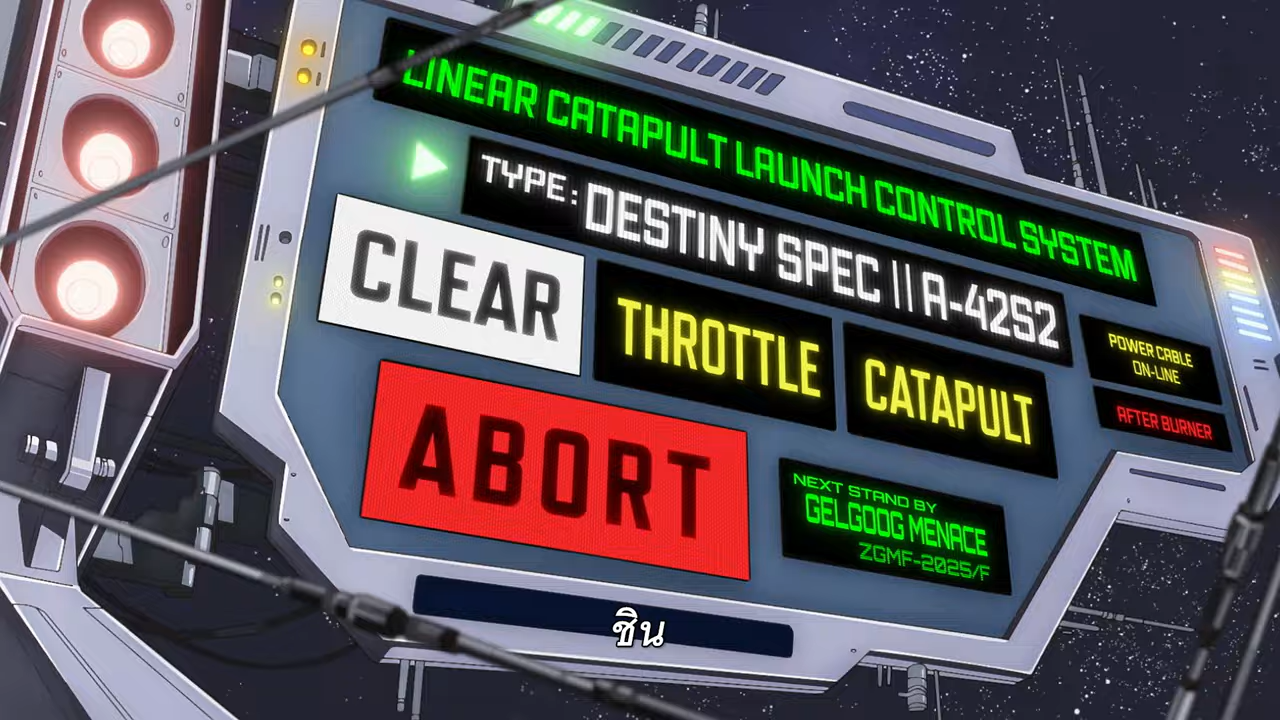 LINEAR CATAPULT LAUNCH CONTROL SYSTEM
TYPE: DESTINY SPEC || A-42S2
CLEAR
THROTTLE
CATAPULT
POWER CABLE
ON-LINE
AFTER BURNER
ABORT
NEXT STAND BY
GELGOOG MENACE
ZGMF-2025/F
ชิน